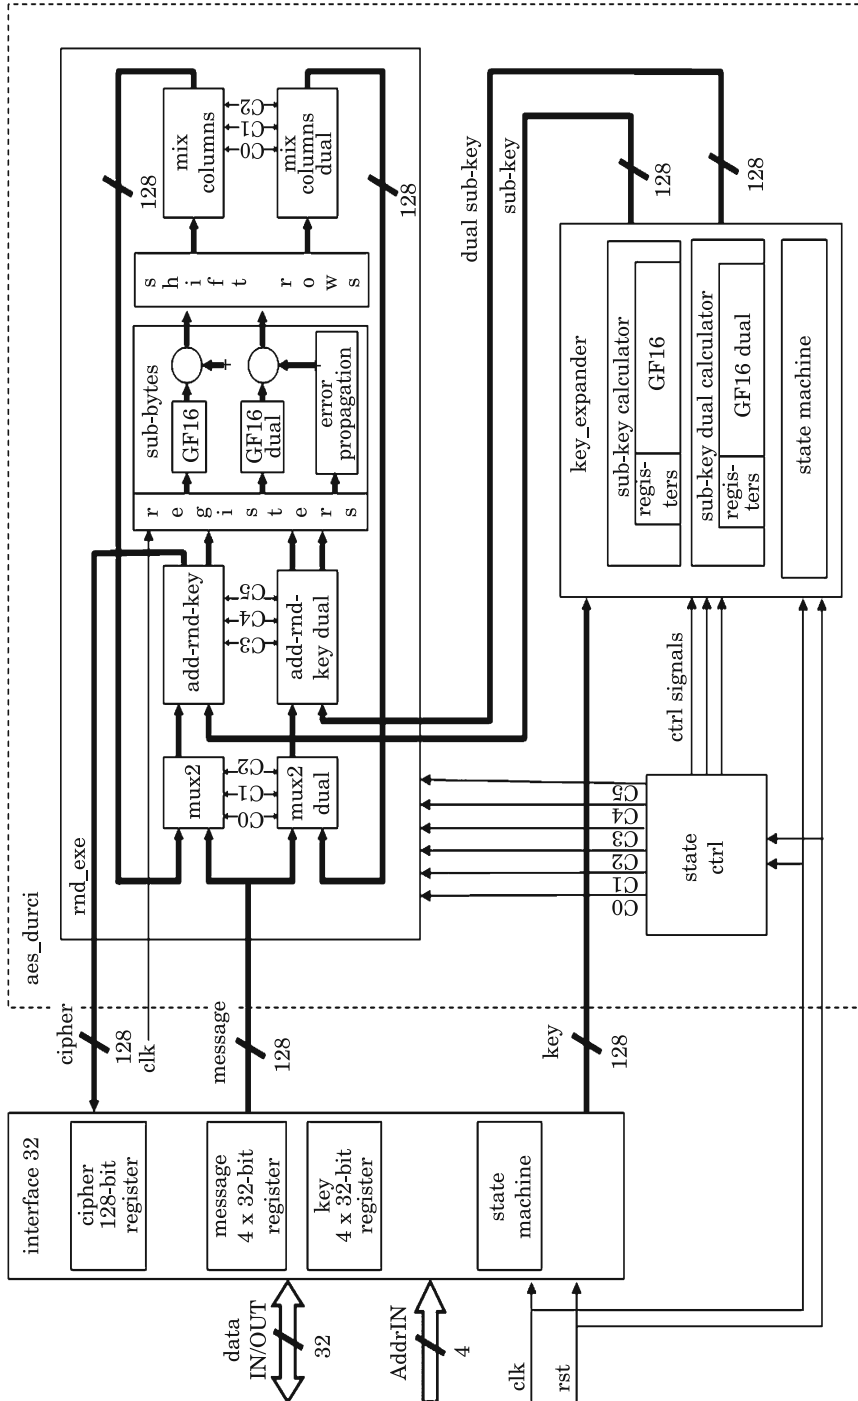 aes_durci
rnd_exe
128
mix
columns
C0
C1
C2
mix
columns
dual
128
s
h
i
f
t
r
o
w
s
sub-bytes
GF16
+
GF16
dual
+
error
propagation
r
e
g
i
s
t
e
r
s
add-rnd-key
C3
C4
C5
add-rnd-
key dual
mux2
C0
C1
C2
mux2
dual
dual sub-key
sub-key
128
128
key_expander
sub-key calculator
regis-
ters
GF16
sub-key dual calculator
regis-
ters
GF16 dual
state machine
ctrl signals
C0
C1
C2
C3
C4
C5
state
ctrl
cipher
128
clk
message
128
key
128
interface 32
cipher
128-bit
register
message
4 x 32-bit
register
key
4 x 32-bit
register
state
machine
data
IN/OUT
32
AddrIN
4
clk
rst